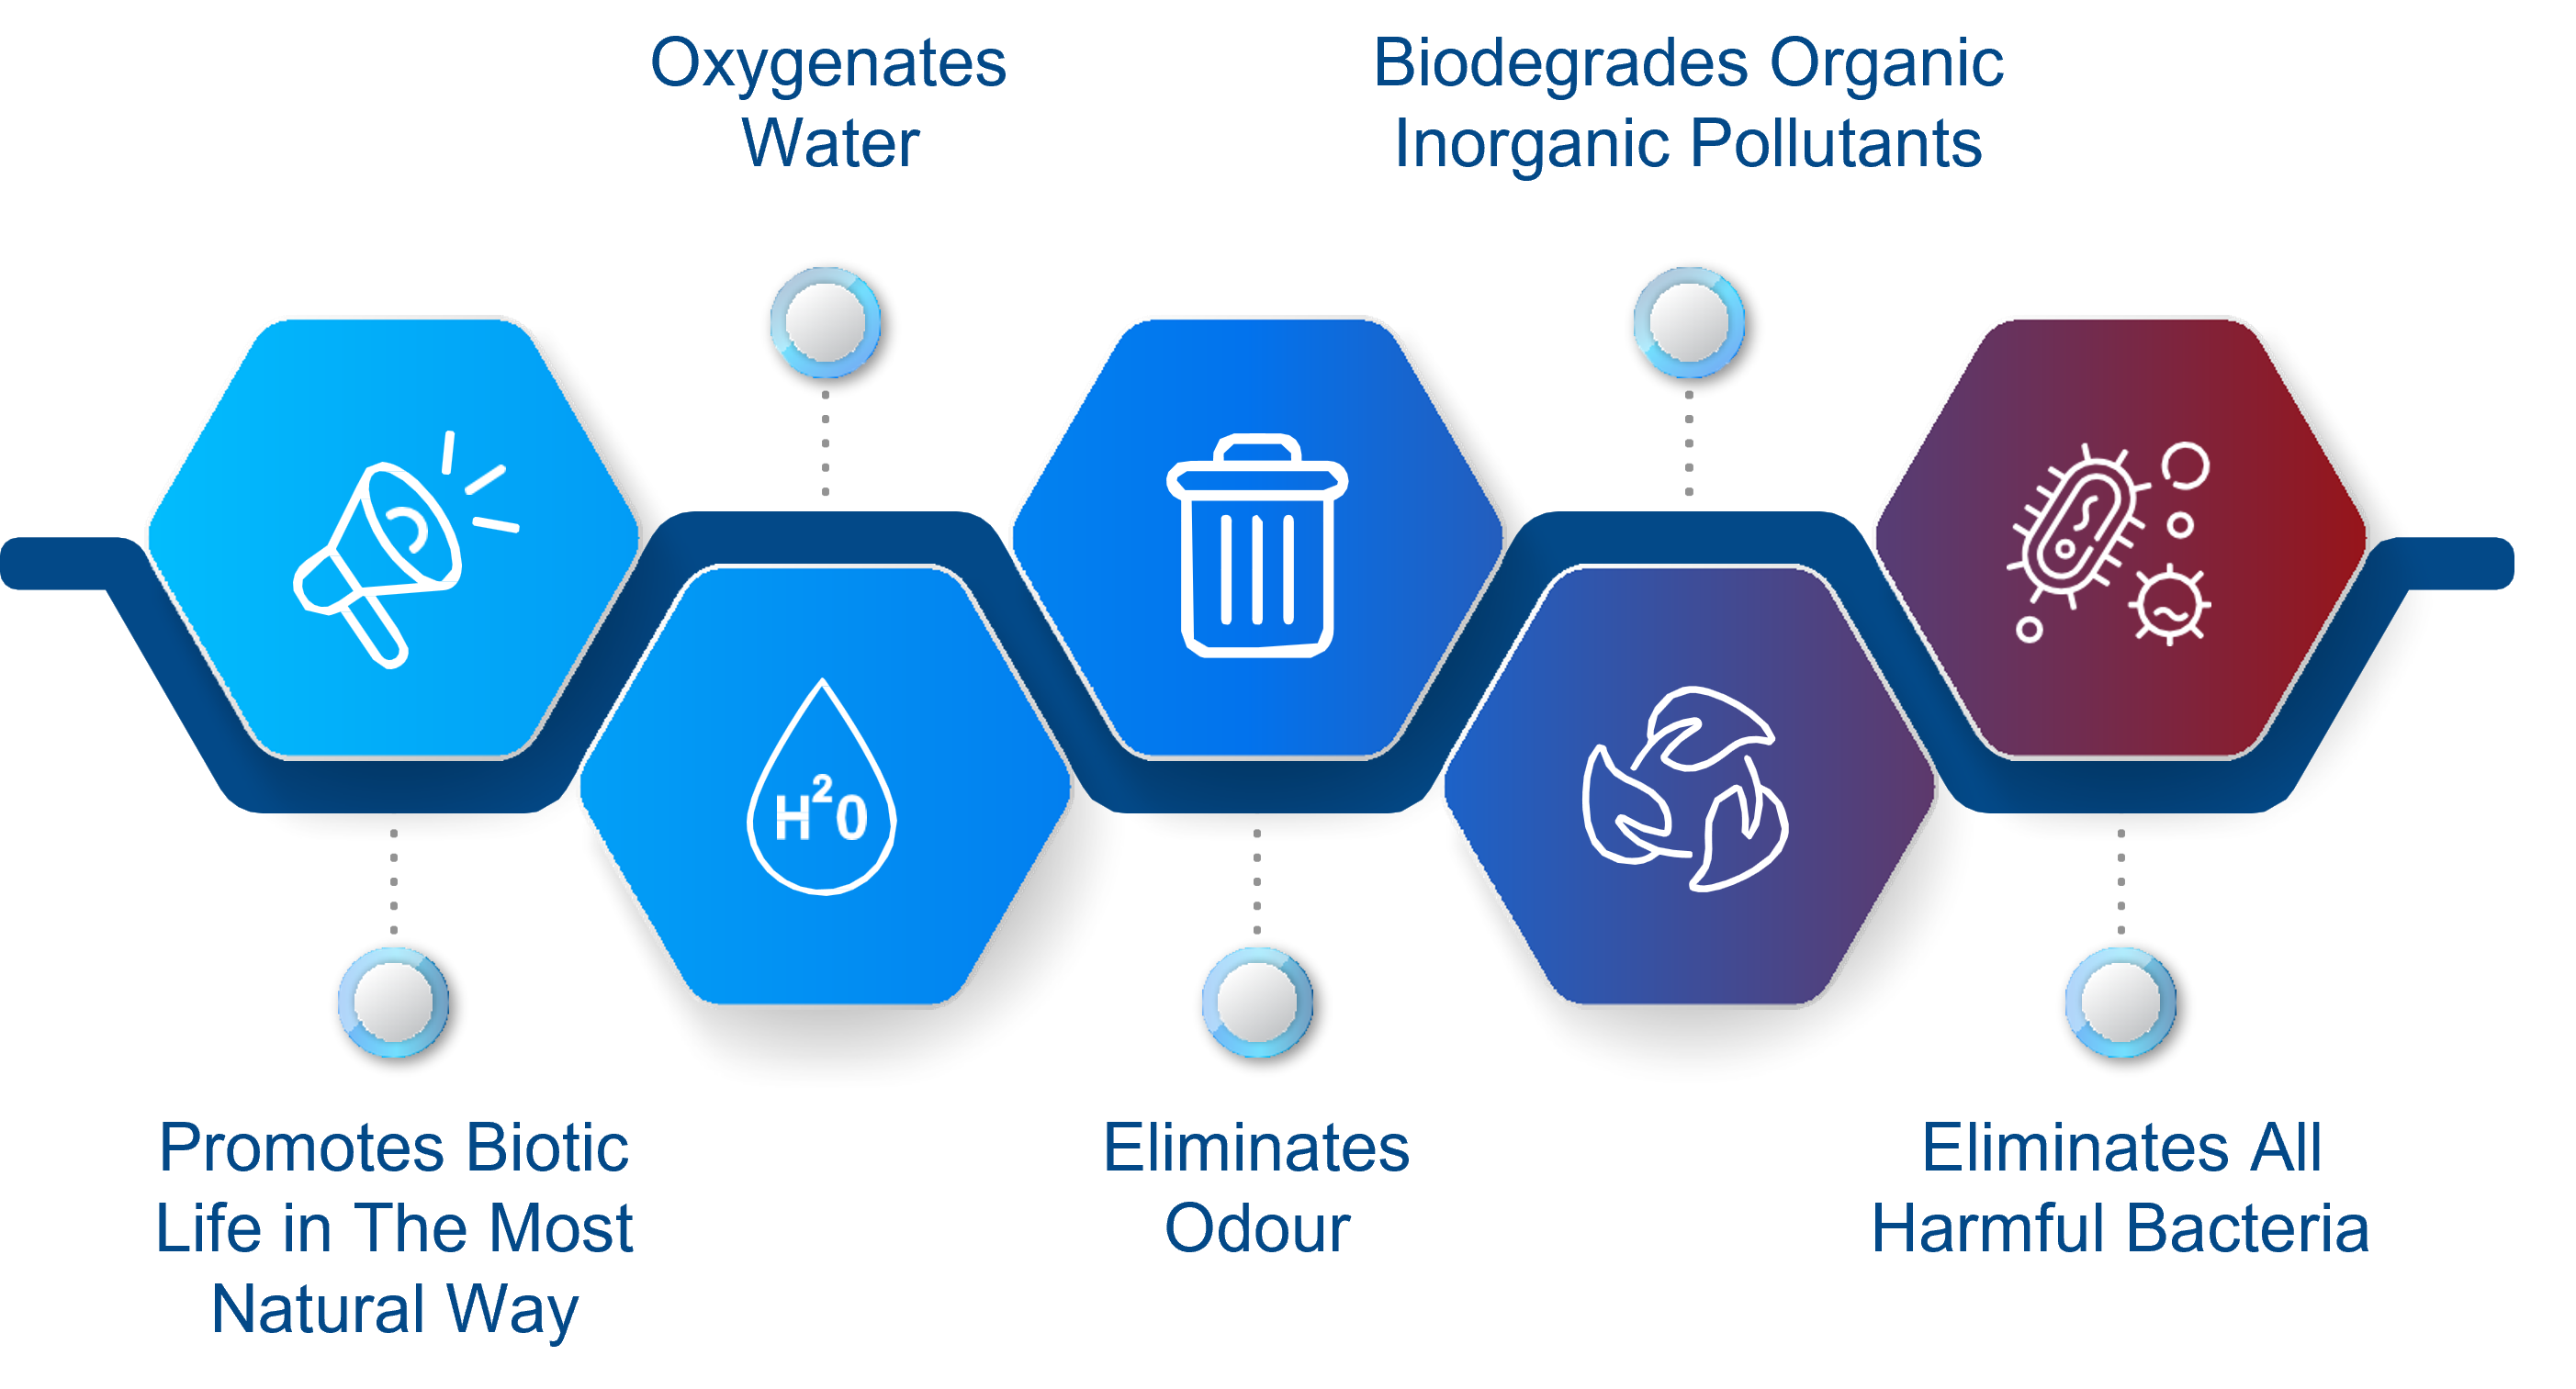 Oxygenates
Water
Biodegrades Organic
Inorganic Pollutants
H²0
Promotes Biotic
Life in The Most
Natural Way
Eliminates
Odour
Eliminates All
Harmful Bacteria